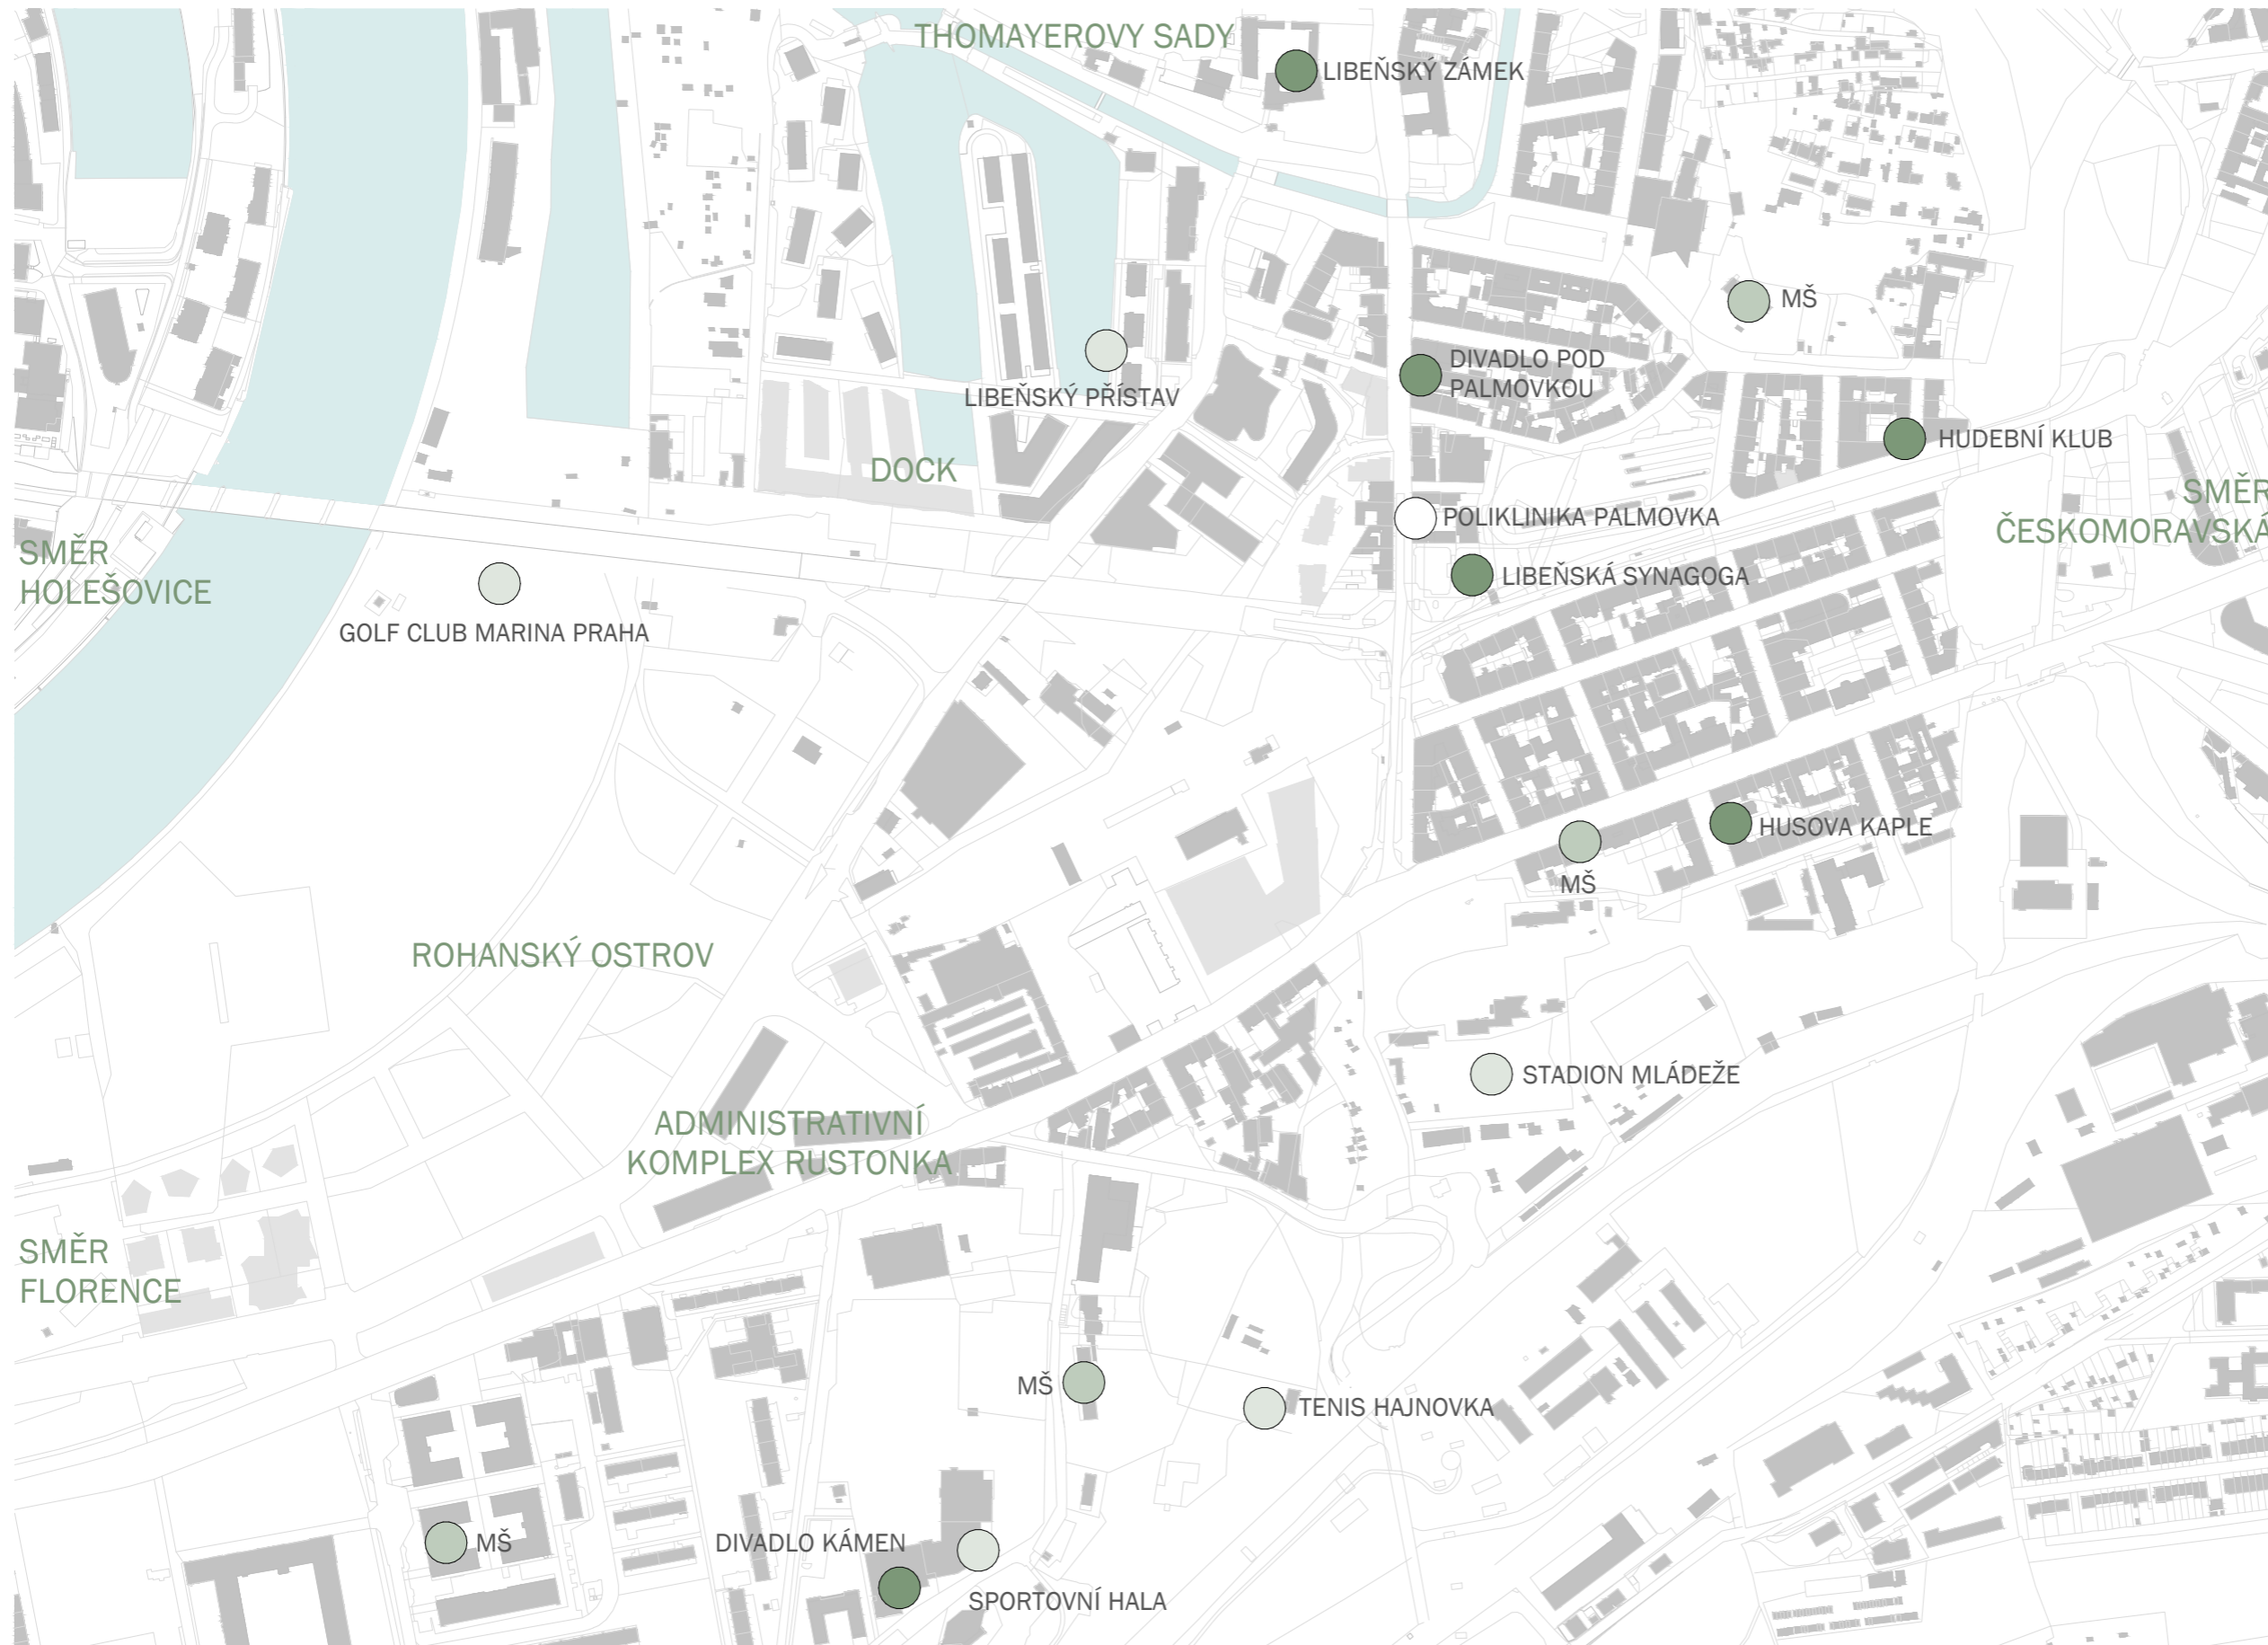 THOMAYEROVY SADY
LIBEŇSKÝ ZÁMEK
MŠ
DIVADLO POD
PALMOVKOU
LIBEŇSKÝ PŘÍSTAV
HUDEBNÍ KLUB
DOCK
SMĚR
ČESKOMORAVSKÁ
POLIKLINIKA PALMOVKA
SMĚR
HOLEŠOVICE
LIBEŇSKÁ SYNAGOGA
GOLF CLUB MARINA PRAHA
HUSOVA KAPLE
MŠ
ROHANSKÝ OSTROV
STADION MLÁDEŽE
ADMINISTRATIVNÍ
KOMPLEX RUSTONKA
SMĚR
FLORENCE
MŠ
TENIS HAJNOVKA
MŠ
DIVADLO KÁMEN
SPORTOVNÍ HALA